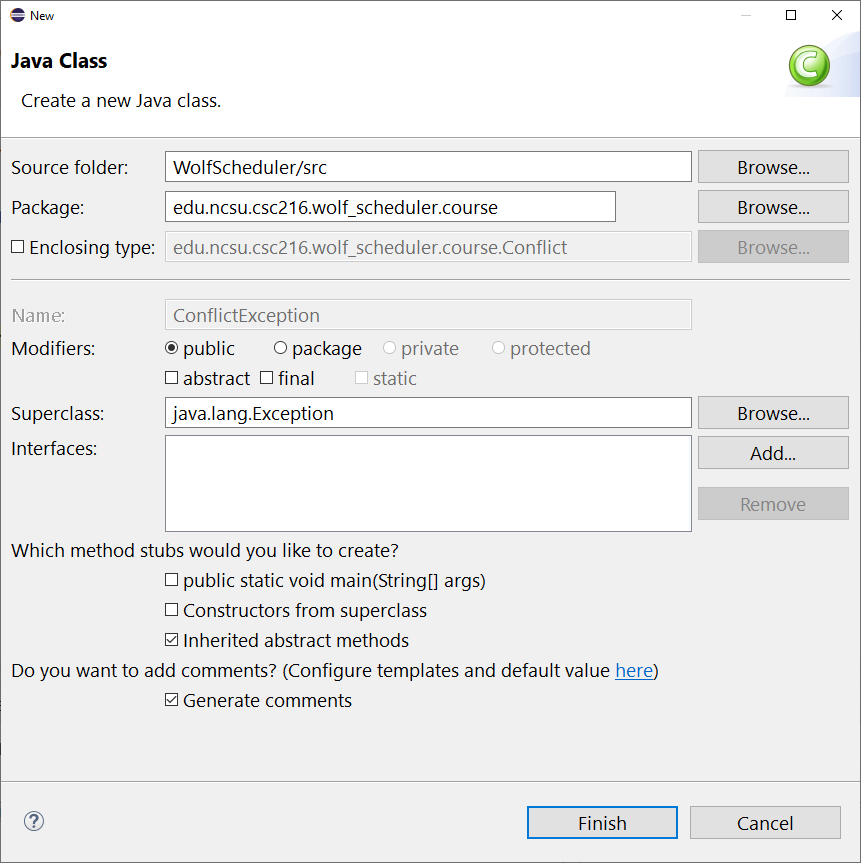 New
Java Class
Create a new Java class.
Source folder: WolfScheduler/src Browse...
Package: edu.ncsu.csc216.wolf_scheduler.course Browse...
Enclosing type: edu.ncsu.csc216.wolf_scheduler.course.Conflict Browse...
Name: ConflictException
Modifiers: public package private protected
abstract final static
Superclass: java.lang.Exception Browse...
Interfaces: Add...
Remove
Which method stubs would you like to create?
public static void main(String[] args)
Constructors from superclass
Inherited abstract methods
Do you want to add comments? (Configure templates and default value here)
Generate comments
? Finish Cancel